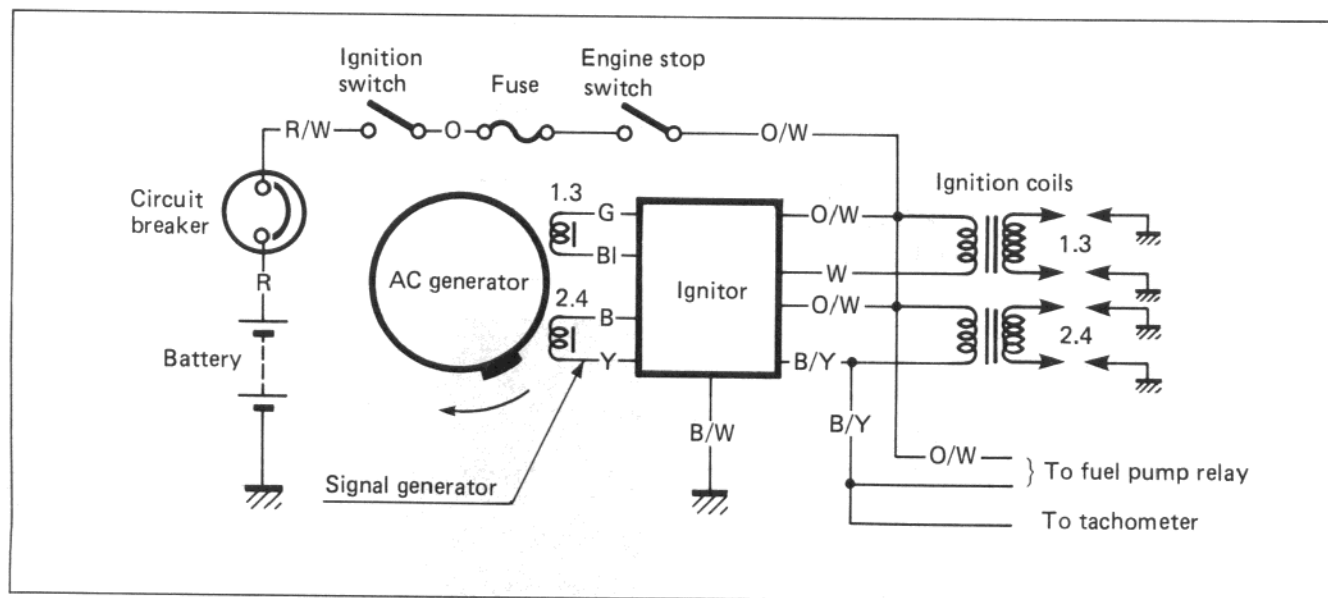 Ignition
switch
Fuse
Engine stop
switch
R/W
O
O/W
Circuit
breaker
R
Battery
AC generator
1.3
G
Bl
2.4
B
Y
Signal generator
Ignitor
B/W
O/W
W
O/W
B/Y
B/Y
Ignition coils
1.3
2.4
O/W
To fuel pump relay
To tachometer